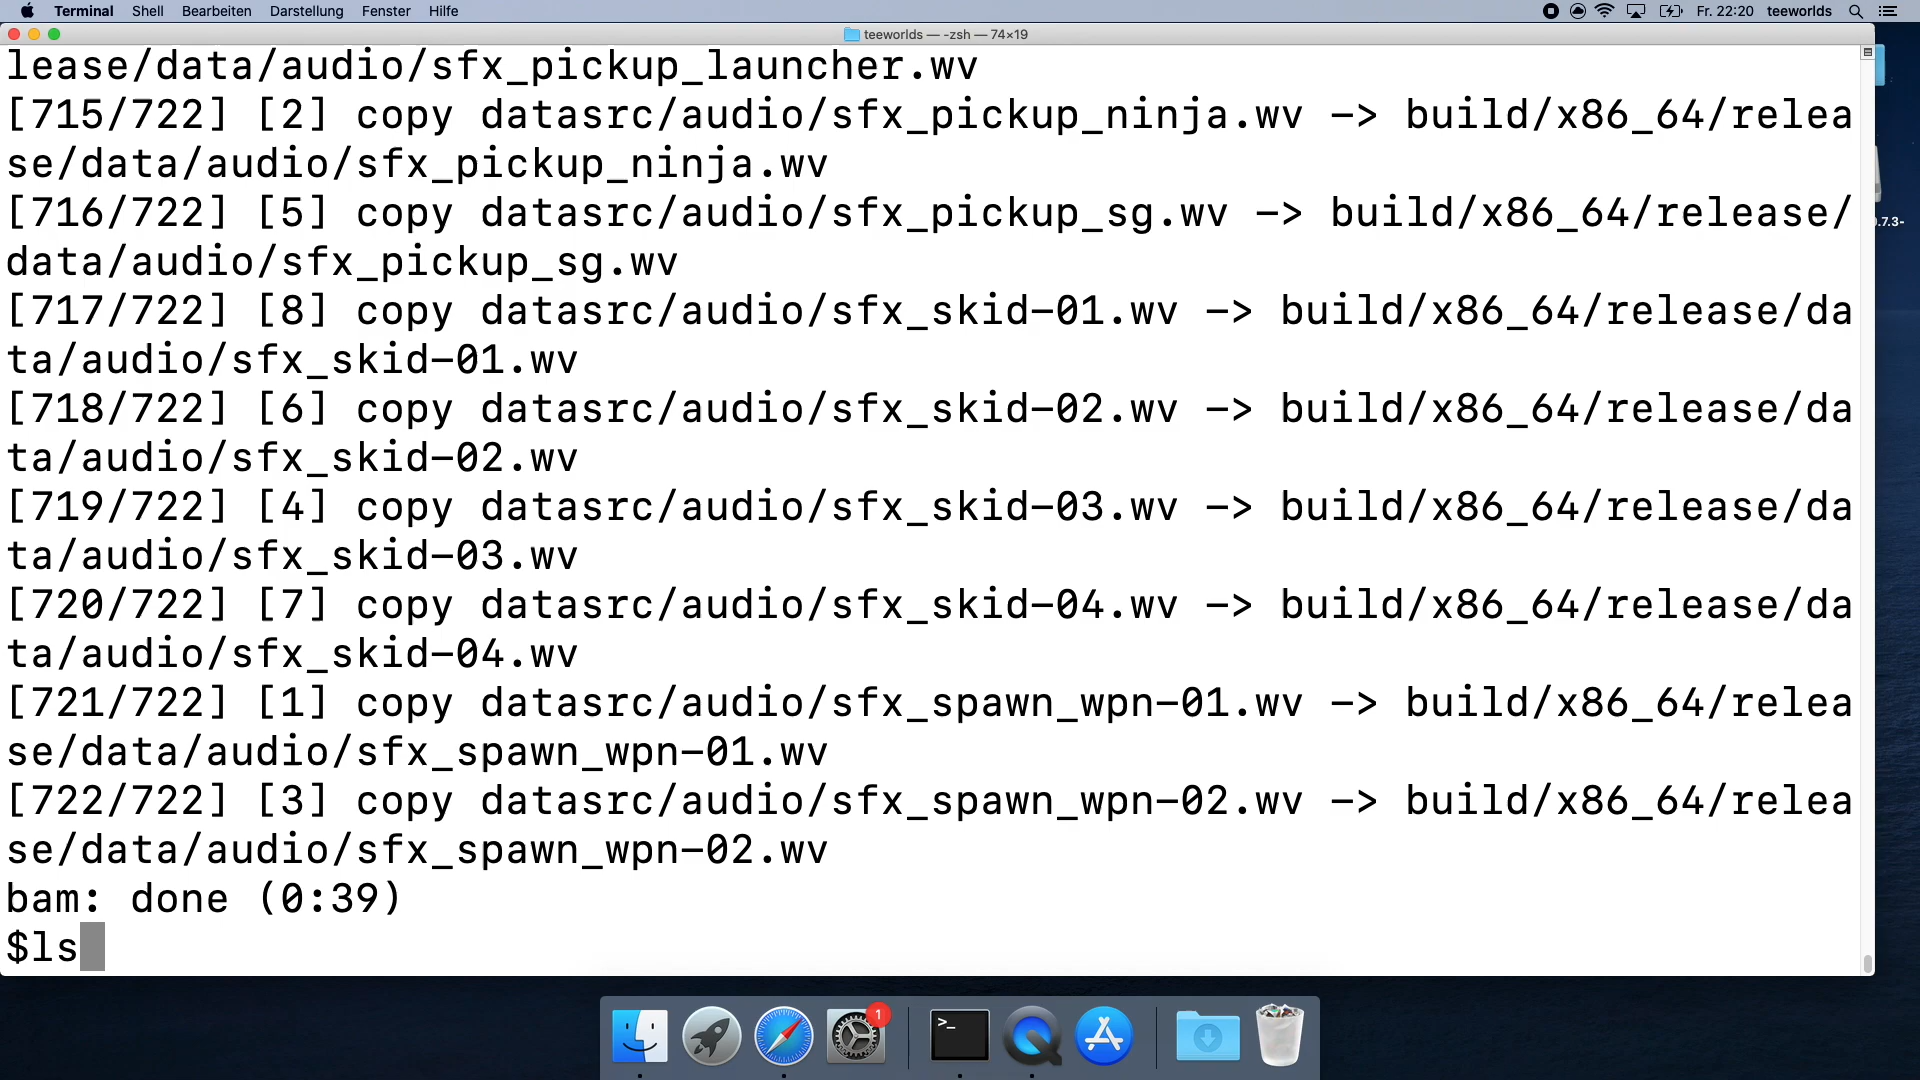 Terminal Shell Bearbeiten Darstellung Fenster Hilfe Fr. 22:20 teeworlds
teeworlds — -zsh — 74×19
lease/data/audio/sfx_pickup_launcher.wv
[715/722] [2] copy datasrc/audio/sfx_pickup_ninja.wv -> build/x86_64/relea
se/data/audio/sfx_pickup_ninja.wv
[716/722] [5] copy datasrc/audio/sfx_pickup_sg.wv -> build/x86_64/release/
data/audio/sfx_pickup_sg.wv
[717/722] [8] copy datasrc/audio/sfx_skid-01.wv -> build/x86_64/release/da
ta/audio/sfx_skid-01.wv
[718/722] [6] copy datasrc/audio/sfx_skid-02.wv -> build/x86_64/release/da
ta/audio/sfx_skid-02.wv
[719/722] [4] copy datasrc/audio/sfx_skid-03.wv -> build/x86_64/release/da
ta/audio/sfx_skid-03.wv
[720/722] [7] copy datasrc/audio/sfx_skid-04.wv -> build/x86_64/release/da
ta/audio/sfx_skid-04.wv
[721/722] [1] copy datasrc/audio/sfx_spawn_wpn-01.wv -> build/x86_64/relea
se/data/audio/sfx_spawn_wpn-01.wv
[722/722] [3] copy datasrc/audio/sfx_spawn_wpn-02.wv -> build/x86_64/relea
se/data/audio/sfx_spawn_wpn-02.wv
bam: done (0:39)
$ls
.7.3-
1
>_